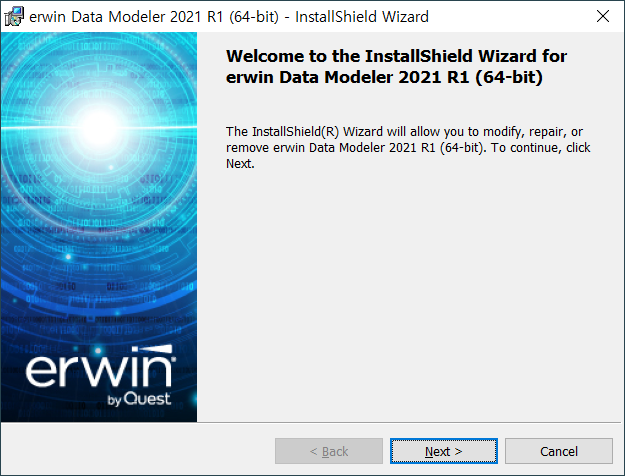 erwin Data Modeler 2021 R1 (64-bit) - InstallShield Wizard
Welcome to the InstallShield Wizard for
erwin Data Modeler 2021 R1 (64-bit)
The InstallShield(R) Wizard will allow you to modify, repair, or
remove erwin Data Modeler 2021 R1 (64-bit). To continue, click
Next.
erwin
by Quest
< Back
Next >
Cancel